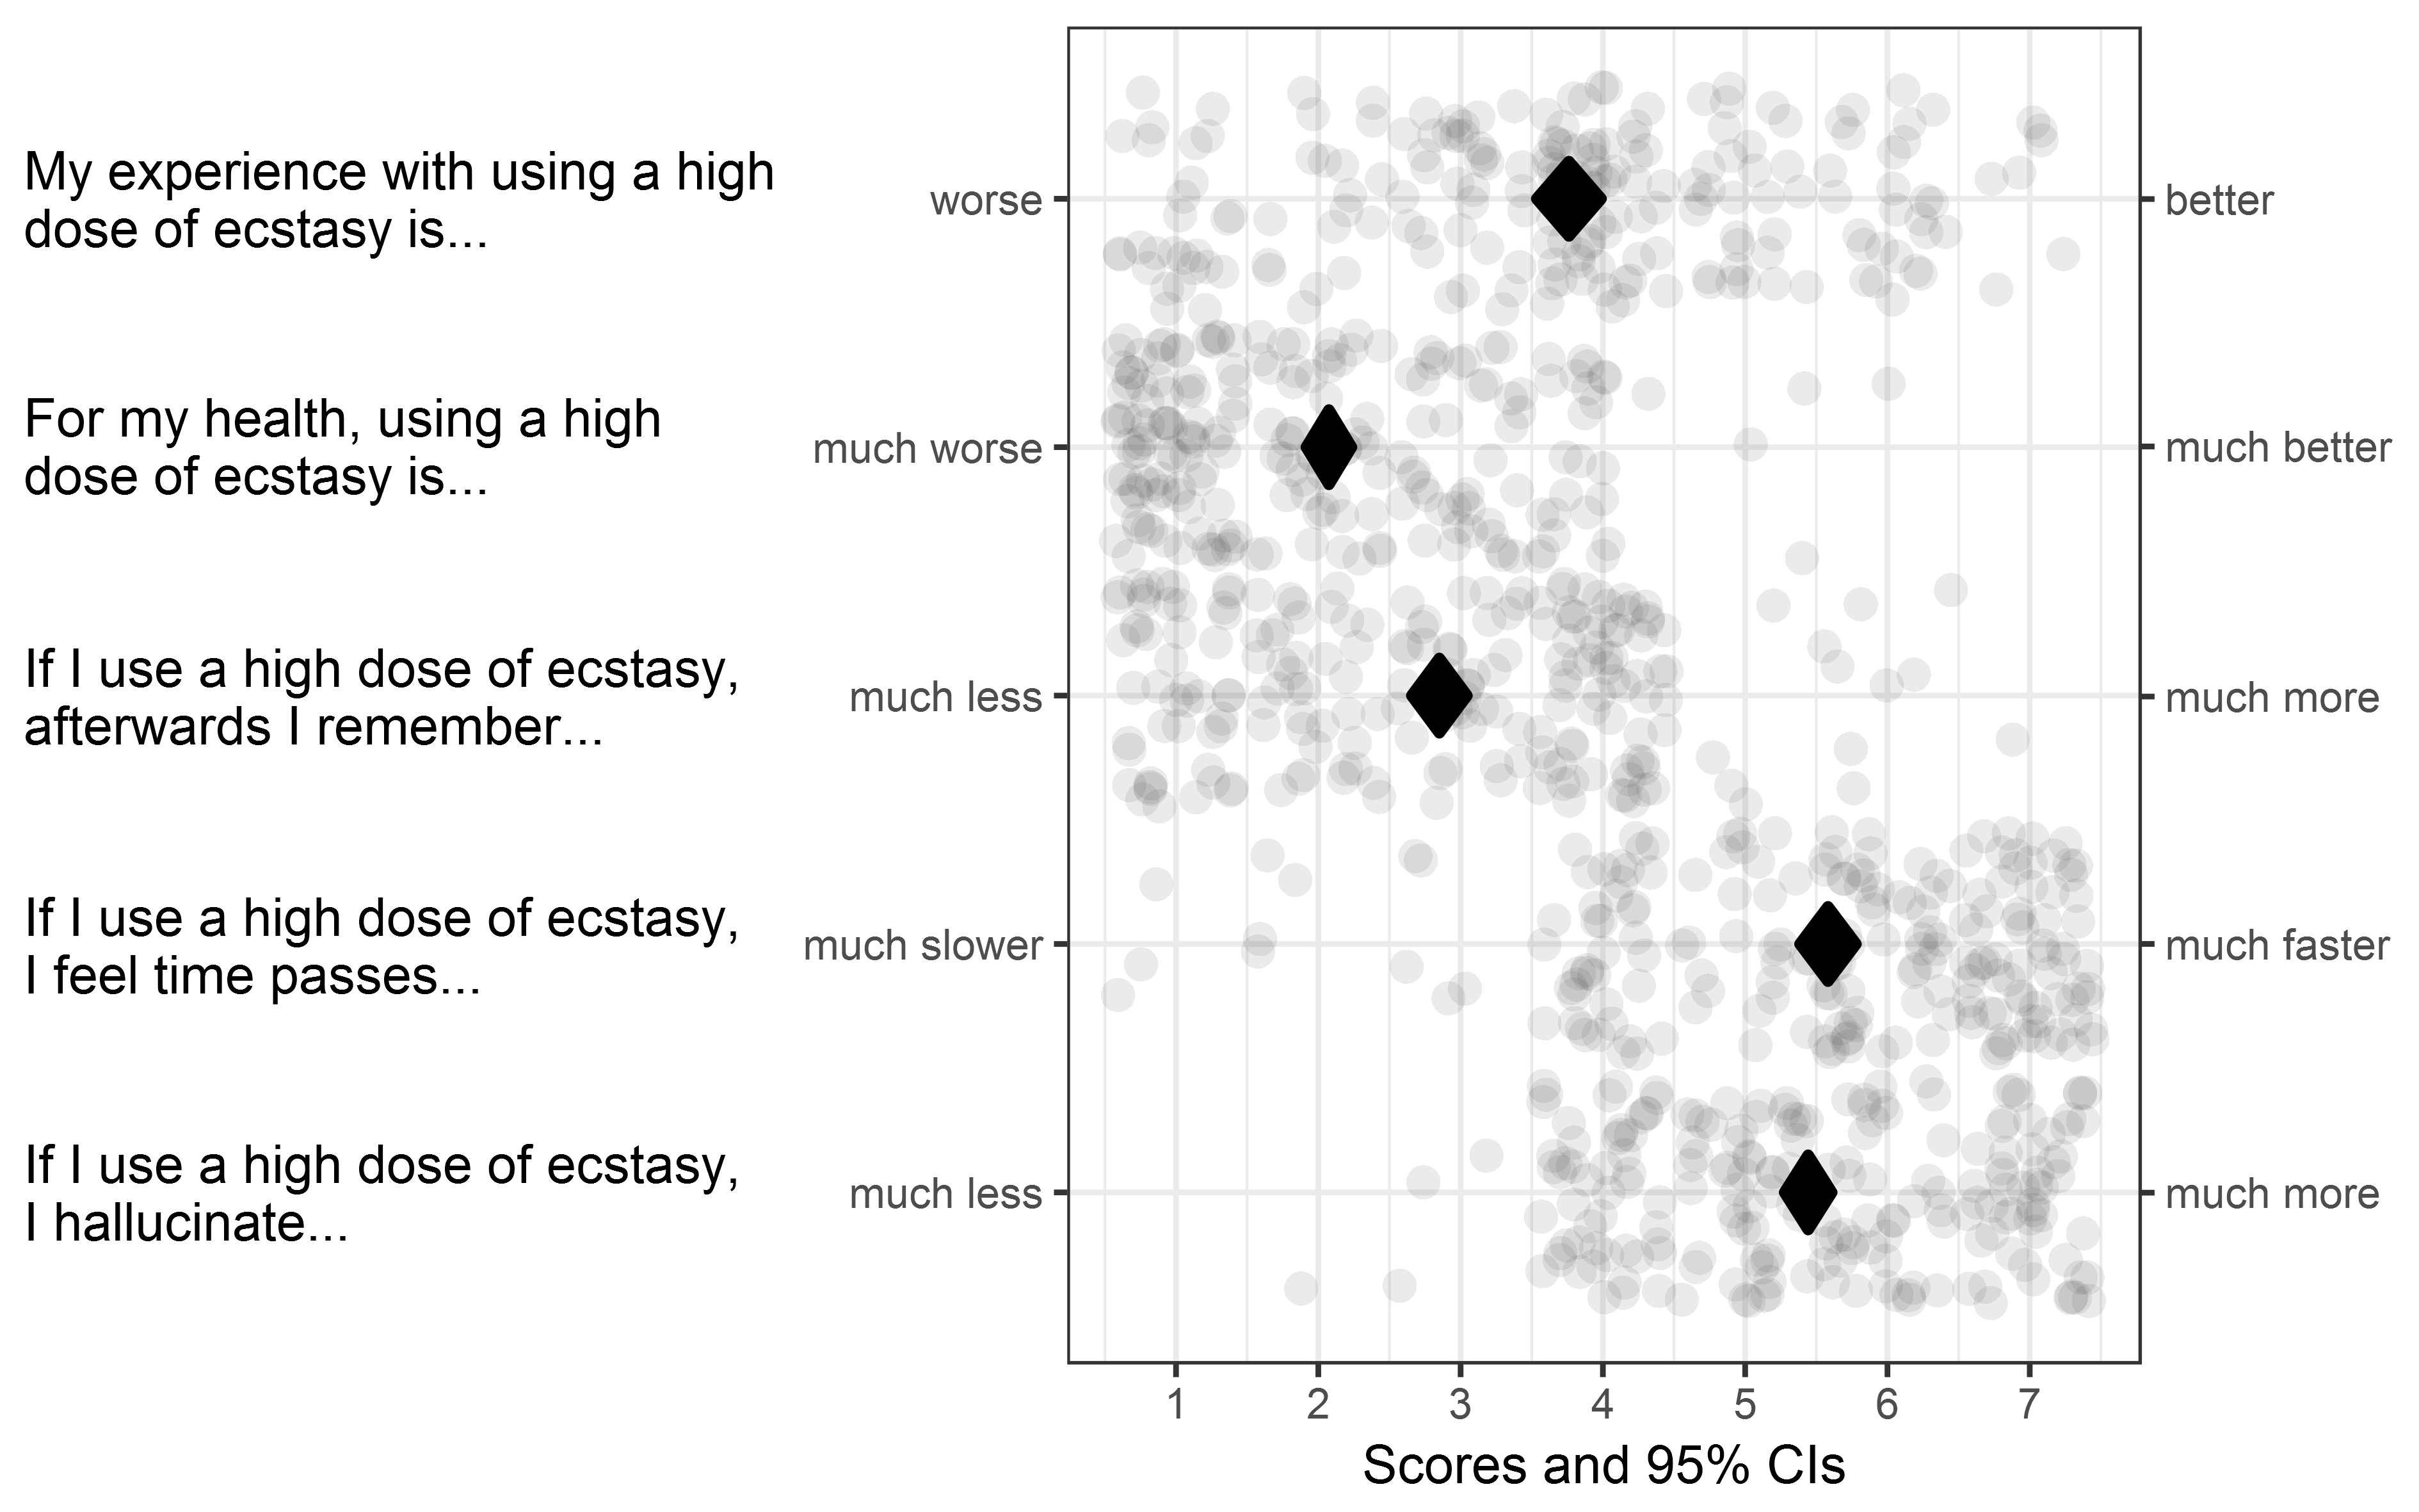 My experience with using a high
dose of ecstasy is...
worse
better
For my health, using a high
dose of ecstasy is...
much worse
much better
If I use a high dose of ecstasy,
afterwards I remember...
much less
much more
If I use a high dose of ecstasy,
I feel time passes...
much slower
much faster
If I use a high dose of ecstasy,
I hallucinate...
much less
much more
1 2 3 4 5 6 7
Scores and 95% CIs